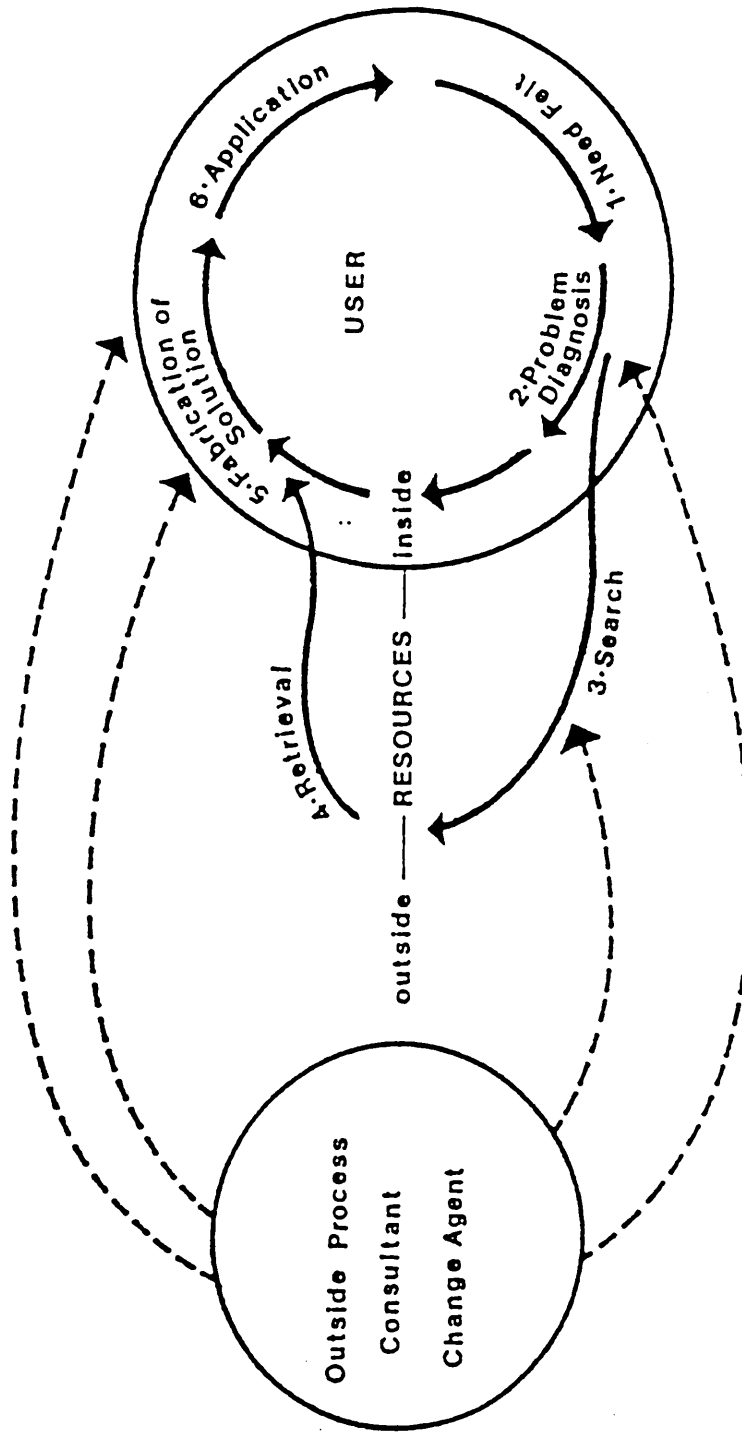 Outside Process
Consultant
Change Agent
outside — RESOURCES — inside
USER
1·Need Felt
2·Problem
Diagnosis
3·Search
4·Retrieval
5·Fabrication of
Solution
6·Application